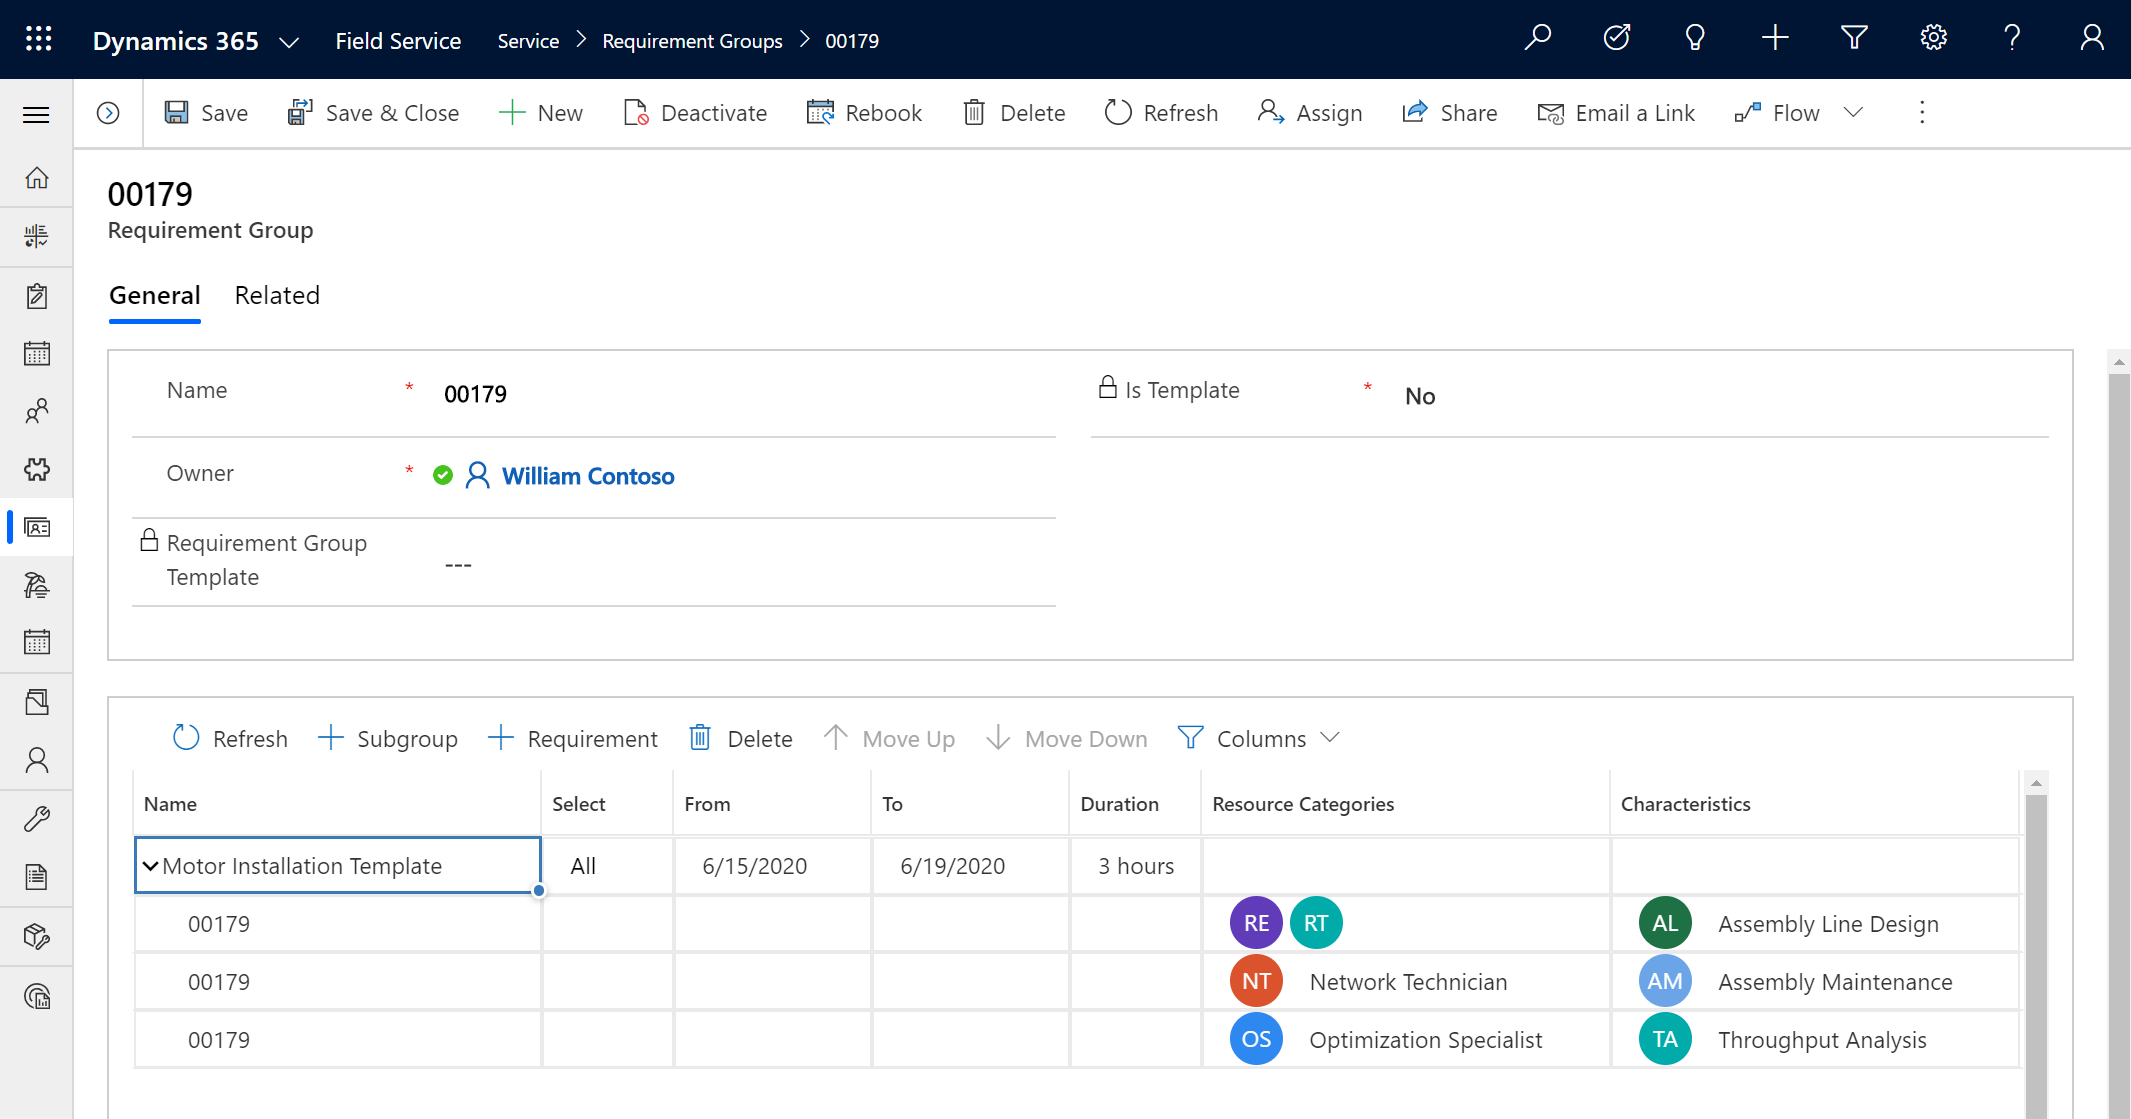 Dynamics 365 Field Service Service Requirement Groups 00179
Save Save & Close New Deactivate Rebook Delete Refresh Assign Share Email a Link Flow
00179
Requirement Group
General Related
Name * 00179 Is Template * No
Owner * William Contoso
Requirement Group
Template ---
Refresh Subgroup Requirement Delete Move Up Move Down Columns
Name Select From To Duration Resource Categories Characteristics
Motor Installation Template All 6/15/2020 6/19/2020 3 hours
00179 RE RT AL Assembly Line Design
00179 NT Network Technician AM Assembly Maintenance
00179 OS Optimization Specialist TA Throughput Analysis